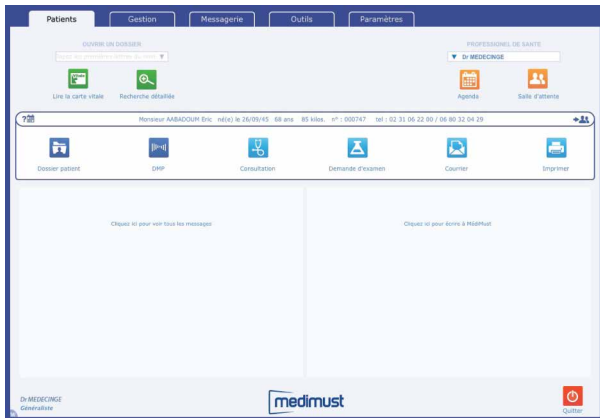 Patients Gestion Messagerie Outils Paramètres
OUVRIR UN DOSSIER
PROFESSIONEL DE SANTE
Dr MEDECINGE
Lire la carte vitale Recherche détaillée Agenda Salle d'attente
Monsieur AABADOUM Eric né(e) le 26/09/45 68 ans 85 kilos. n° : 000747 tel : 02 31 06 22 00 / 06 80 32 04 29
Dossier patient DMP Consultation Demande d'examen Courrier Imprimer
Cliquez ici pour voir tous les messages Cliquez ici pour écrire à MédiMust
Dr MEDECINGE
Généraliste
medimust
Quitter